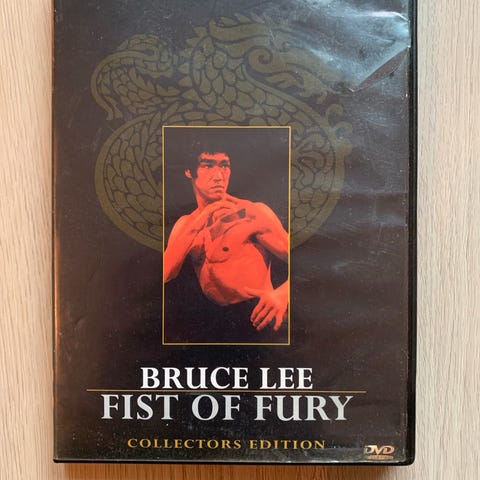 BRUCE LEE
FIST OF FURY
COLLECTORS EDITION
DVD